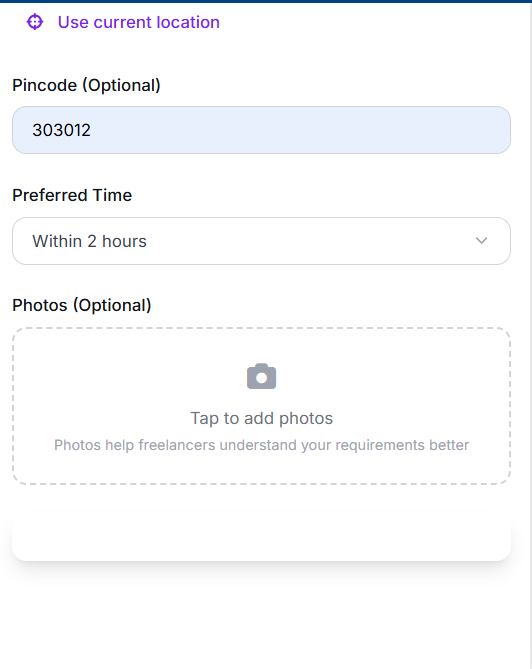 Use current location
Pincode (Optional)
303012
Preferred Time
Within 2 hours
Photos (Optional)
Tap to add photos
Photos help freelancers understand your requirements better